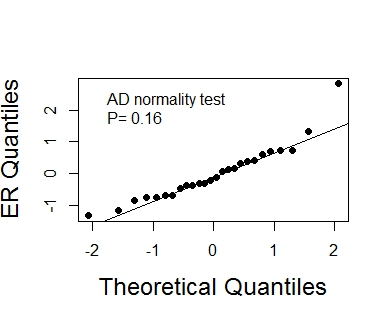 AD normality test
P= 0.16
ER Quantiles
2
1
0
-1
-2
-1
0
1
2
Theoretical Quantiles